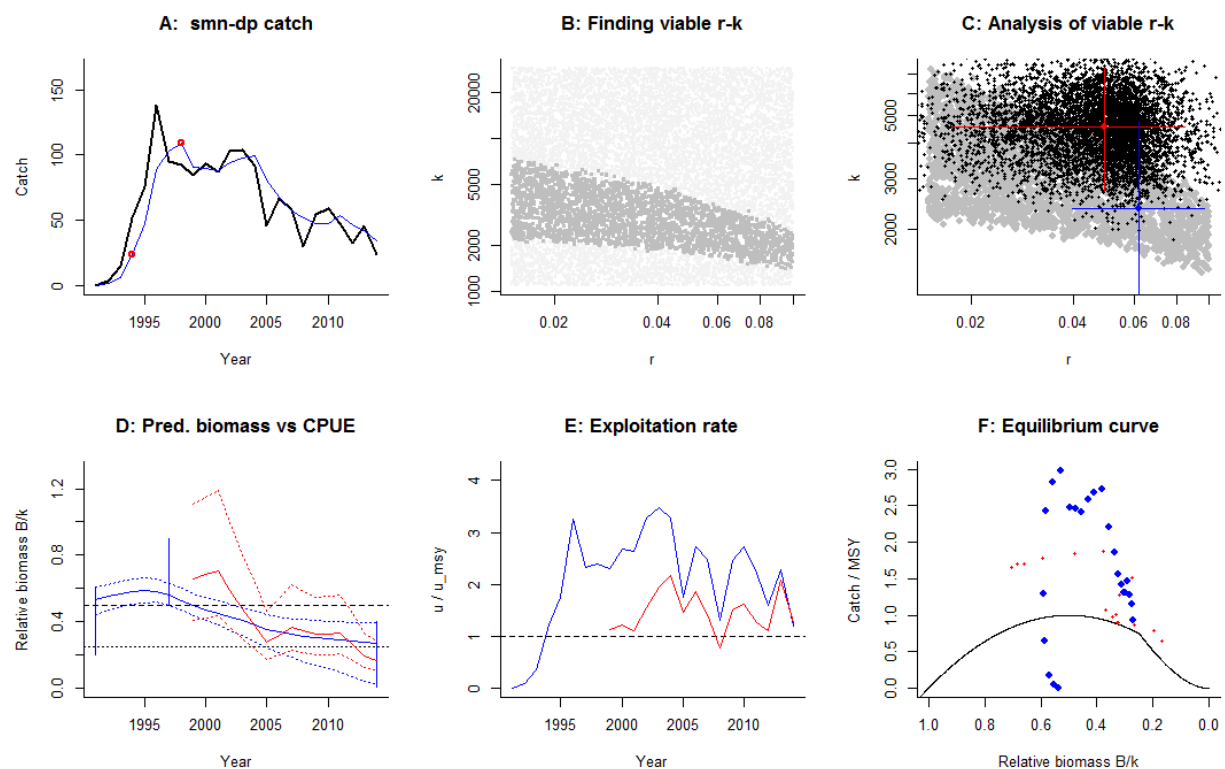 A: smn-dp catch
Catch
150
100
50
0
1995
2000
2005
2010
Year
B: Finding viable r-k
k
20000
5000
2000
1000
0.02
0.04
0.06
0.08
r
C: Analysis of viable r-k
k
5000
3000
2000
0.02
0.04
0.06
0.08
r
D: Pred. biomass vs CPUE
Relative biomass B/k
1.2
0.8
0.4
0.0
1995
2000
2005
2010
Year
E: Exploitation rate
u / u_msy
4
3
2
1
0
1995
2000
2005
2010
Year
F: Equilibrium curve
Catch / MSY
3.0
2.5
2.0
1.5
1.0
0.5
0.0
1.0
0.8
0.6
0.4
0.2
0.0
Relative biomass B/k